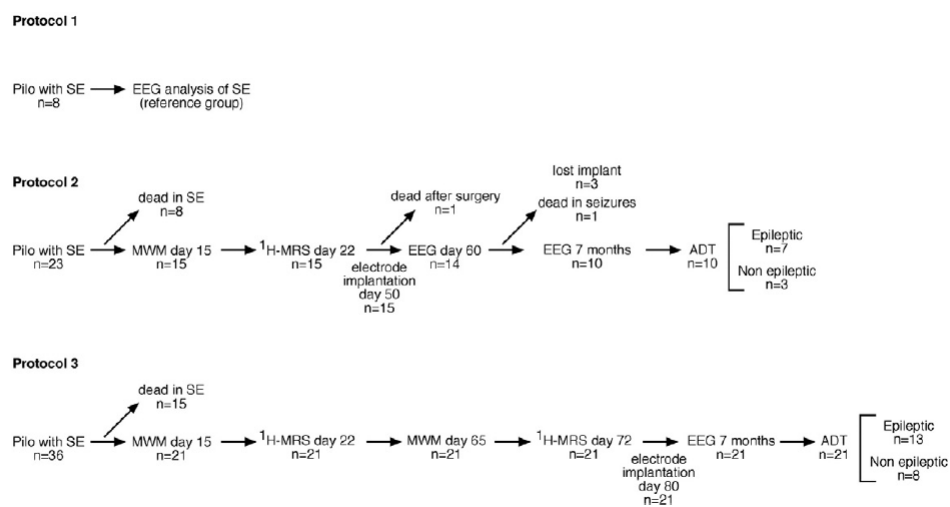 Protocol 1
Pilo with SE
n=8
EEG analysis of SE
(reference group)
Protocol 2
dead in SE
n=8
dead after surgery
n=1
lost implant
n=3
dead in seizures
n=1
Pilo with SE
n=23
MWM day 15
n=15
1H-MRS day 22
n=15
electrode
implantation
day 50
n=15
EEG day 60
n=14
EEG 7 months
n=10
ADT
n=10
Epileptic
n=7
Non epileptic
n=3
Protocol 3
dead in SE
n=15
Pilo with SE
n=36
MWM day 15
n=21
1H-MRS day 22
n=21
MWM day 65
n=21
1H-MRS day 72
n=21
electrode
implantation
day 80
n=21
EEG 7 months
n=21
ADT
n=21
Epileptic
n=13
Non epileptic
n=8